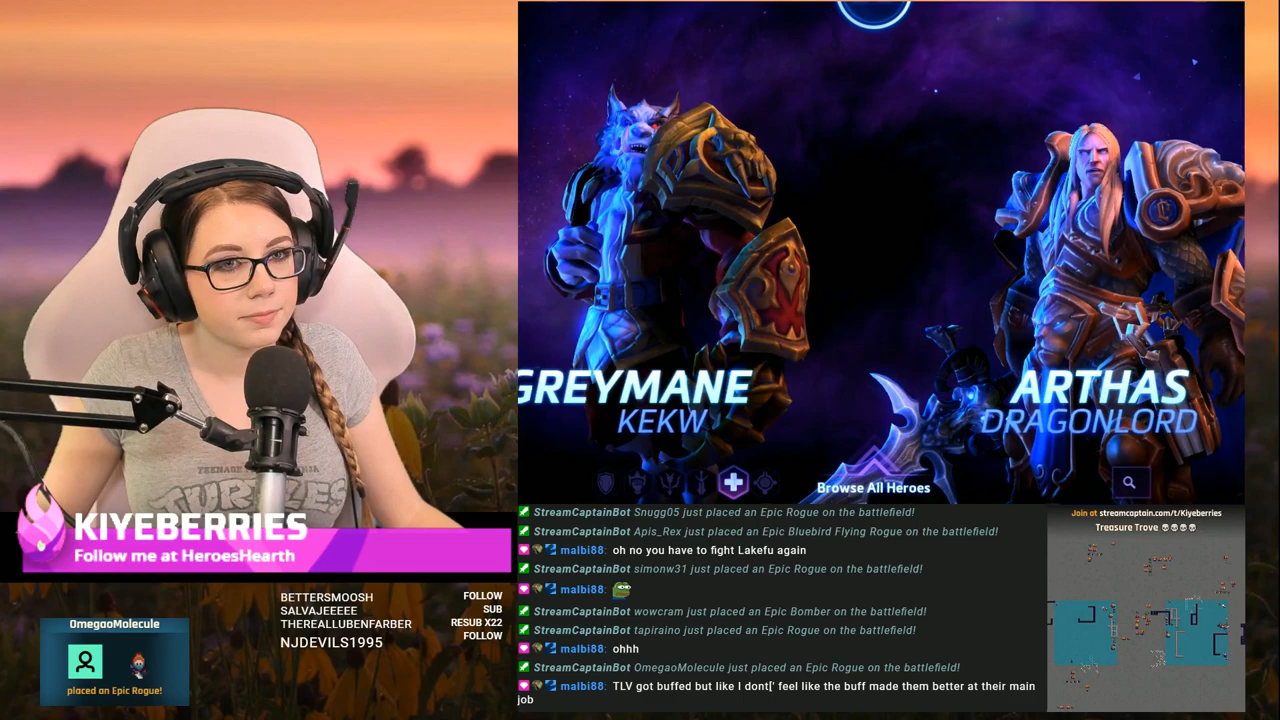 GREYMANE
KEKW
ARTHAS
DRAGONLORD
Browse All Heroes
TURTLES
KIYEBERRIES
Follow me at HeroesHearth
BETTERSMOOSH FOLLOW
SALVAJEEEEE SUB
THEREALLUBENFARBER RESUB X22
NJDEVILS1995 FOLLOW
OmegaoMolecule
placed an Epic Rogue!
StreamCaptainBot Snugg05 just placed an Epic Rogue on the battlefield!
StreamCaptainBot Apis_Rex just placed an Epic Bluebird Flying Rogue on the battlefield!
malbi88: oh no you have to fight Lakefu again
StreamCaptainBot simonw31 just placed an Epic Rogue on the battlefield!
malbi88:
StreamCaptainBot wowcram just placed an Epic Bomber on the battlefield!
StreamCaptainBot tapiraino just placed an Epic Rogue on the battlefield!
malbi88: ohhh
StreamCaptainBot OmegaoMolecule just placed an Epic Rogue on the battlefield!
malbi88: TLV got buffed but like I dont[' feel like the buff made them better at their main
job
Join at streamcaptain.com/t/Kiyeberries
Treasure Trove